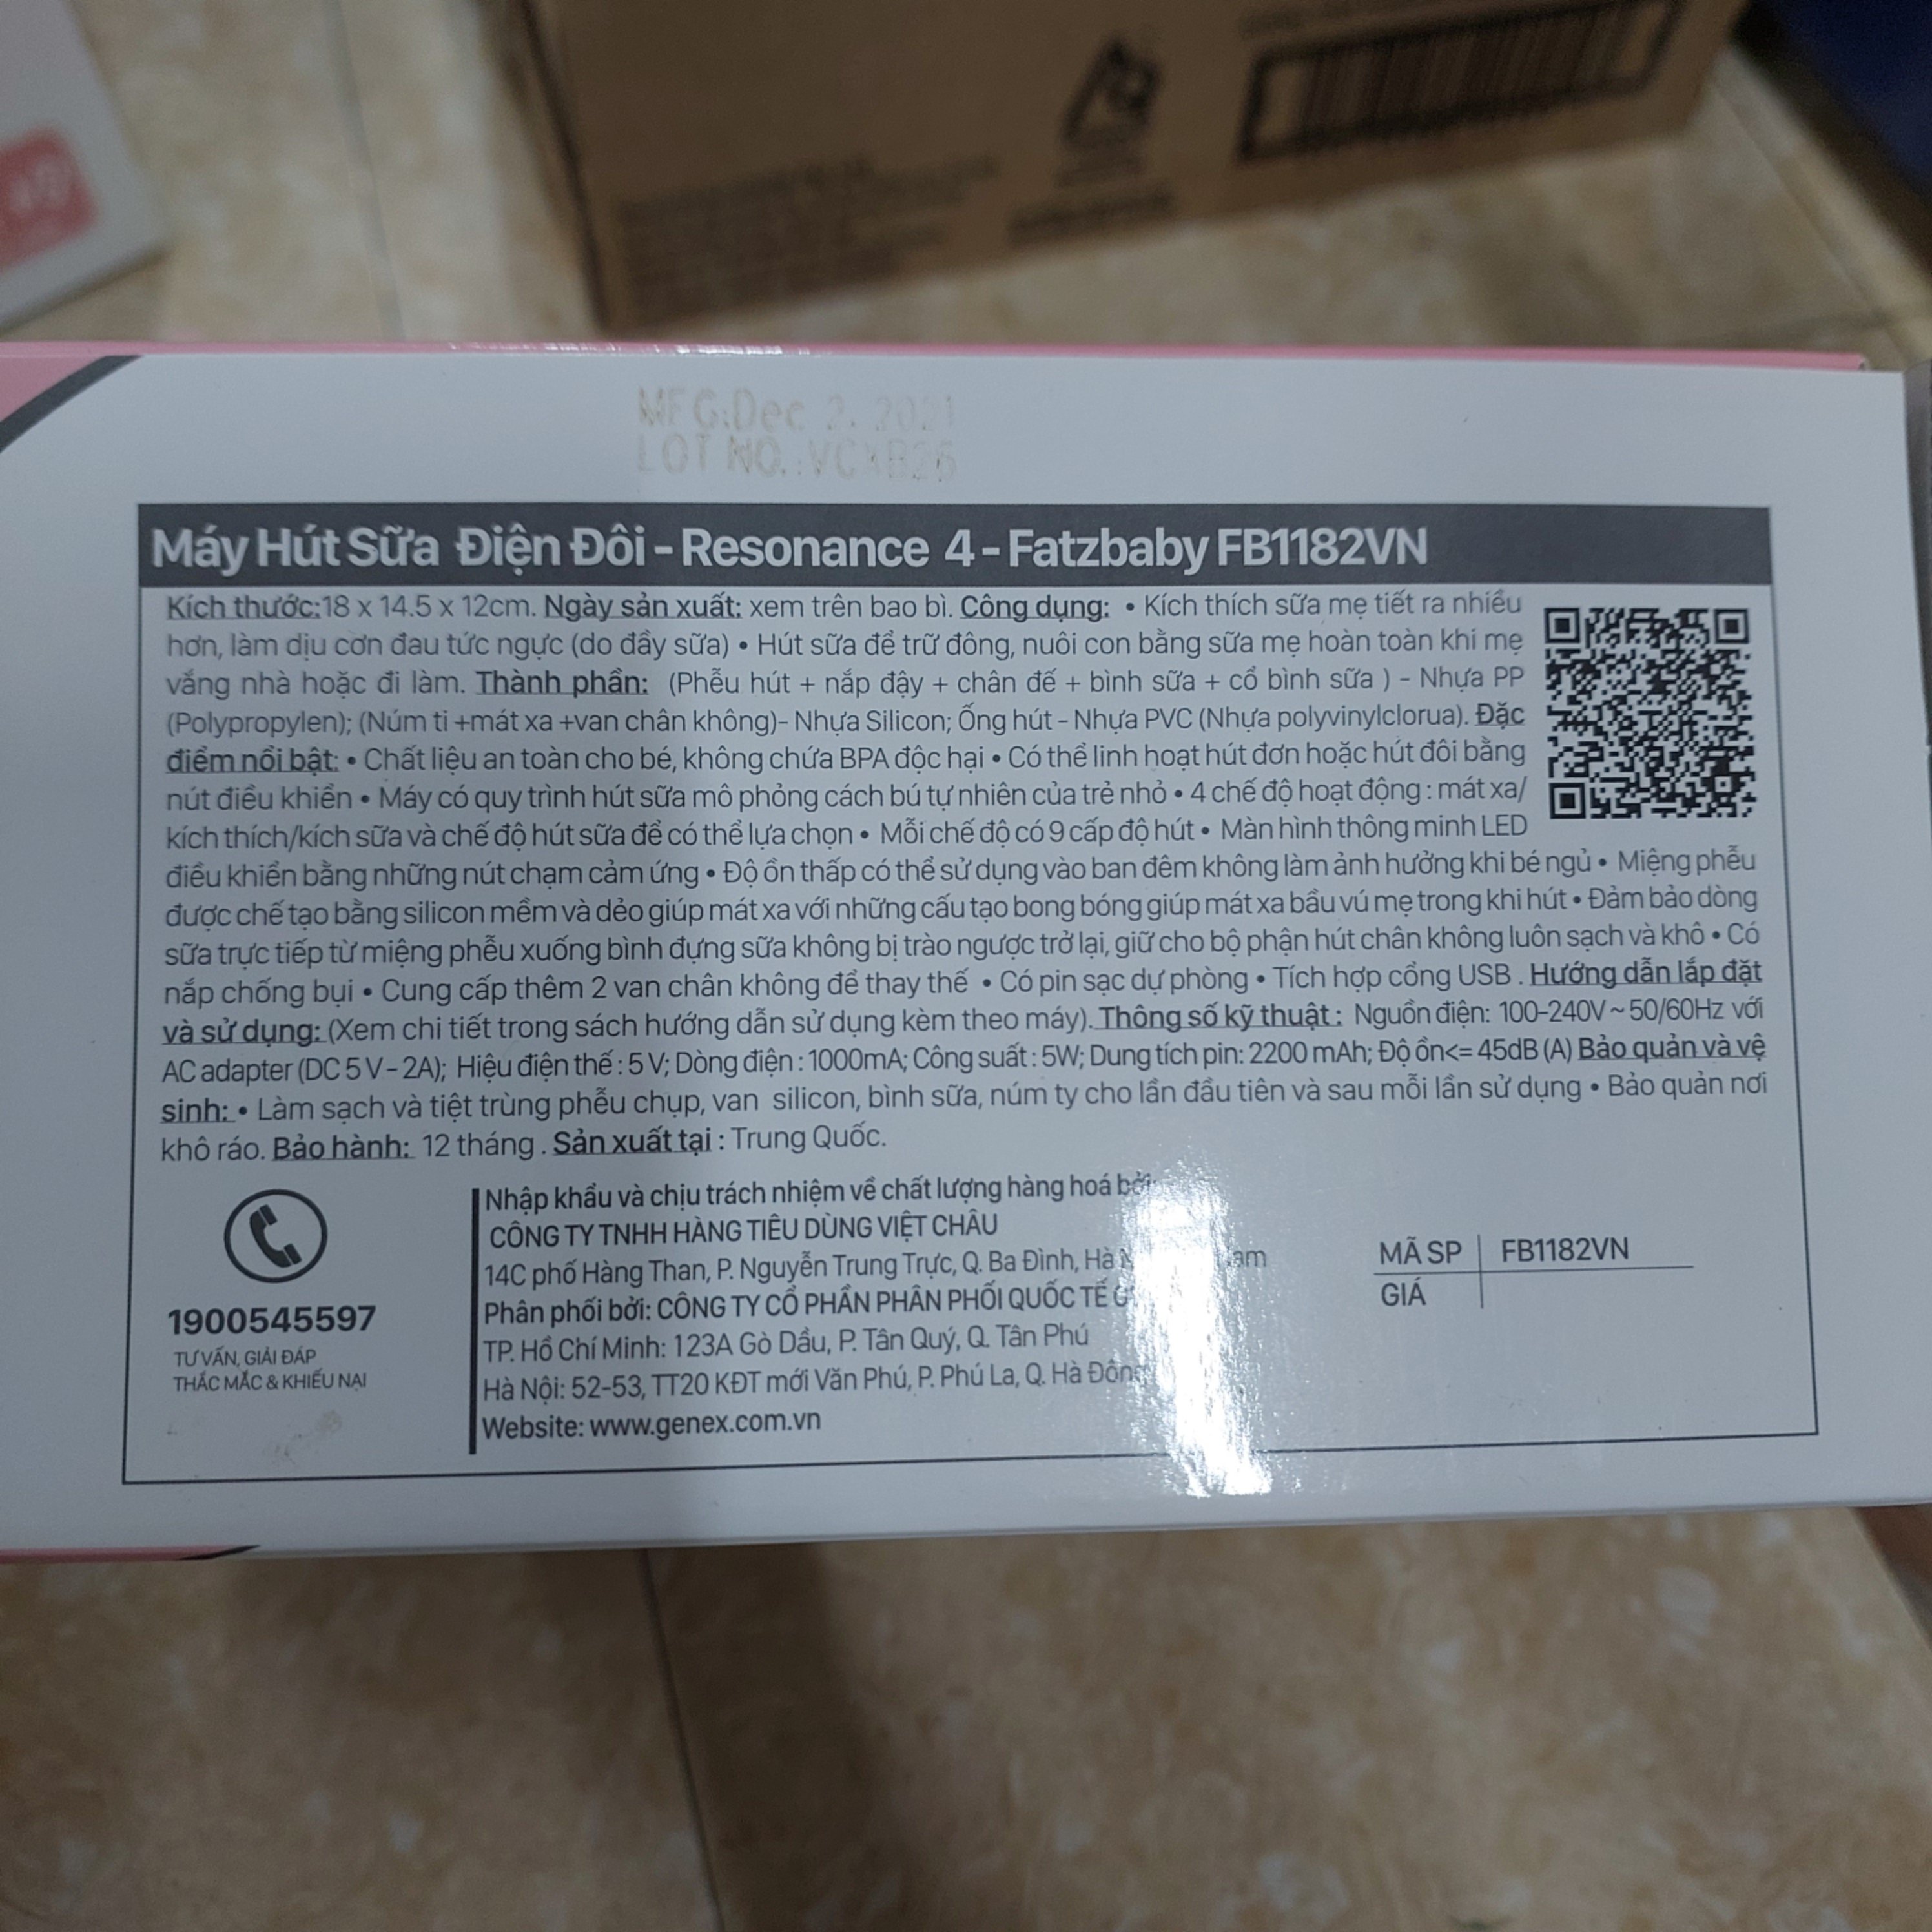 MFG:Dec 2. 2021
LOT NO.:
Máy Hút Sữa Điện Đôi - Resonance 4 - Fatzbaby FB1182VN
Kích thước:18 x 14.5 x 12cm. Ngày sản xuất: xem trên bao bì. Công dụng: • Kích thích sữa mẹ tiết ra nhiều
hơn, làm dịu cơn đau tức ngực (do đầy sữa) • Hút sữa để trữ đông, nuôi con bằng sữa mẹ hoàn toàn khi mẹ
vắng nhà hoặc đi làm. Thành phần: (Phễu hút + nắp đậy + chân đế + bình sữa + cổ bình sữa ) - Nhựa PP
(Polypropylen); (Núm ti +mát xa +van chân không)- Nhựa Silicon; Ống hút - Nhựa PVC (Nhựa polyvinylclorua). Đặc
điểm nổi bật: • Chất liệu an toàn cho bé, không chứa BPA độc hại • Có thể linh hoạt hút đơn hoặc hút đôi bằng
nút điều khiển • Máy có quy trình hút sữa mô phỏng cách bú tự nhiên của trẻ nhỏ • 4 chế độ hoạt động : mát xa/
kích thích/kích sữa và chế độ hút sữa để có thể lựa chọn • Mỗi chế độ có 9 cấp độ hút • Màn hình thông minh LED
điều khiển bằng những nút chạm cảm ứng • Độ ồn thấp có thể sử dụng vào ban đêm không làm ảnh hưởng khi bé ngủ • Miệng phễu
được chế tạo bằng silicon mềm và dẻo giúp mát xa với những cấu tạo bong bóng giúp mát xa bầu vú mẹ trong khi hút • Đảm bảo dòng
sữa trực tiếp từ miệng phễu xuống bình đựng sữa không bị trào ngược trở lại, giữ cho bộ phận hút chân không luôn sạch và khô • Có
nắp chống bụi • Cung cấp thêm 2 van chân không để thay thế • Có pin sạc dự phòng • Tích hợp cổng USB . Hướng dẫn lắp đặt
và sử dụng: (Xem chi tiết trong sách hướng dẫn sử dụng kèm theo máy). Thông số kỹ thuật : Nguồn điện: 100-240V ~ 50/60Hz với
AC adapter (DC 5 V - 2A); Hiệu điện thế : 5 V; Dòng điện : 1000mA; Công suất : 5W; Dung tích pin: 2200 mAh; Độ ồn<= 45dB (A) Bảo quản và vệ
sinh: • Làm sạch và tiệt trùng phễu chụp, van silicon, bình sữa, núm ty cho lần đầu tiên và sau mỗi lần sử dụng • Bảo quản nơi
khô ráo. Bảo hành: 12 tháng . Sản xuất tại : Trung Quốc.
1900545597
TƯ VẤN, GIẢI ĐÁP
THẮC MẮC & KHIẾU NẠI
Nhập khẩu và chịu trách nhiệm về chất lượng hàng hoá bởi
CÔNG TY TNHH HÀNG TIÊU DÙNG VIỆT CHÂU
14C phố Hàng Than, P. Nguyễn Trung Trực, Q. Ba Đình, Hà
Phân phối bởi: CÔNG TY CỔ PHẦN PHÂN PHỐI QUỐC TẾ
TP. Hồ Chí Minh: 123A Gò Dầu, P. Tân Quý, Q. Tân Phú
Hà Nội: 52-53, TT20 KĐT mới Văn Phú, P. Phú La, Q. Hà Đông
Website: www.genex.com.vn
MÃ SP FB1182VN
GIÁ